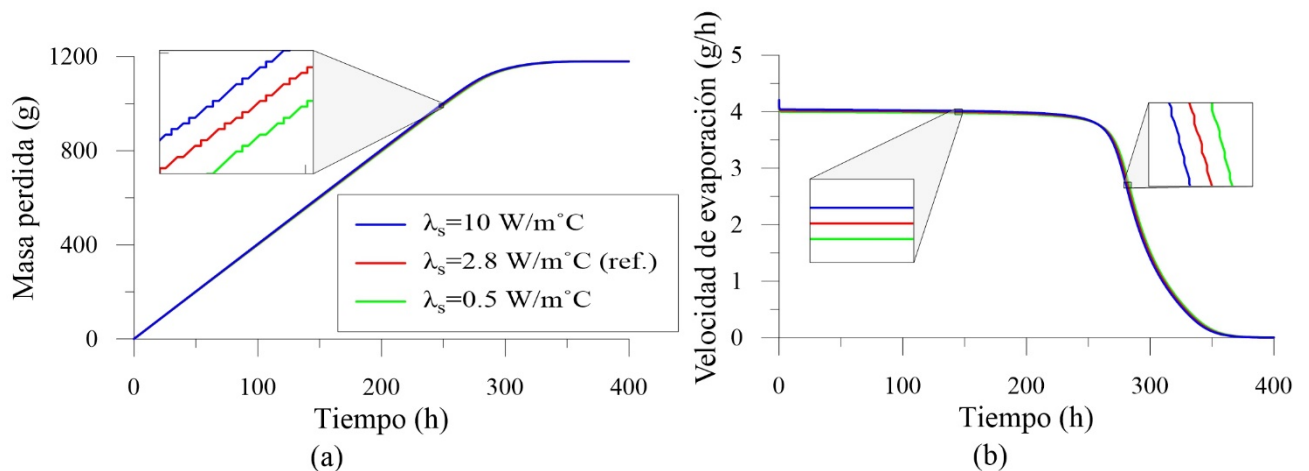 Masa perdida (g)
1200
800
400
0
λs=10 W/m˚C
λs=2.8 W/m˚C (ref.)
λs=0.5 W/m˚C
0
100
200
300
400
Tiempo (h)
(a)
Velocidad de evaporación (g/h)
5
4
3
2
1
0
0
100
200
300
400
Tiempo (h)
(b)